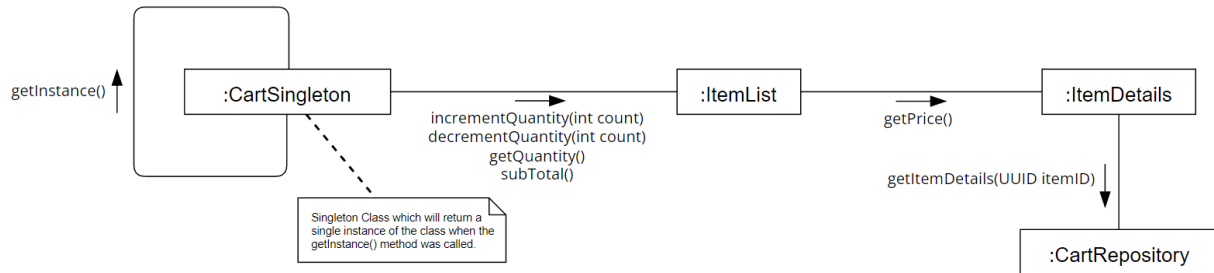 getInstance()
:CartSingleton
incrementQuantity(int count)
decrementQuantity(int count)
getQuantity()
subTotal()
:ItemList
getPrice()
:ItemDetails
getItemDetails(UUID itemID)
:CartRepository
Singleton Class which will return a
single instance of the class when the
getInstance() method was called.